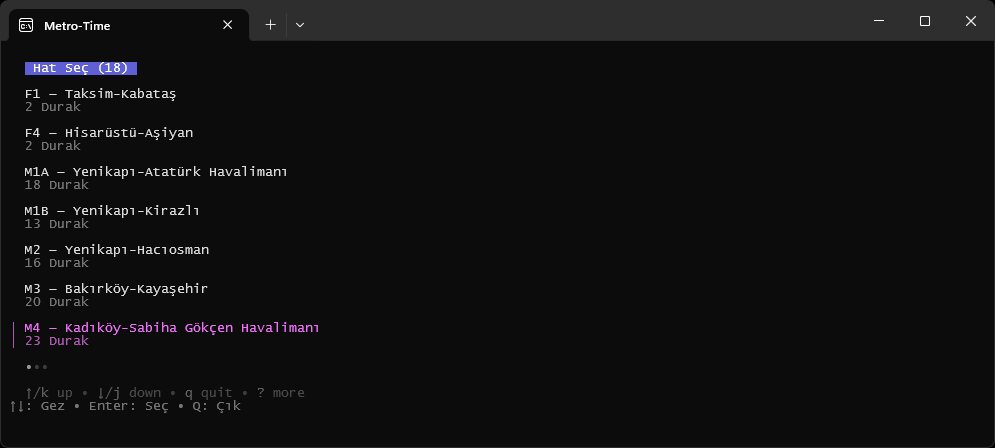 Metro-Time
Hat Seç (18)
F1 — Taksim-Kabataş
2 Durak
F4 — Hisarüstü-Aşiyan
2 Durak
M1A — Yenikapı-Atatürk Havalimanı
18 Durak
M1B — Yenikapı-Kirazlı
13 Durak
M2 — Yenikapı-Hacıosman
16 Durak
M3 — Bakırköy-Kayaşehir
20 Durak
M4 — Kadıköy-Sabiha Gökçen Havalimanı
23 Durak
•••
↑/k up • ↓/j down • q quit • ? more
↑↓: Gez • Enter: Seç • Q: Çık